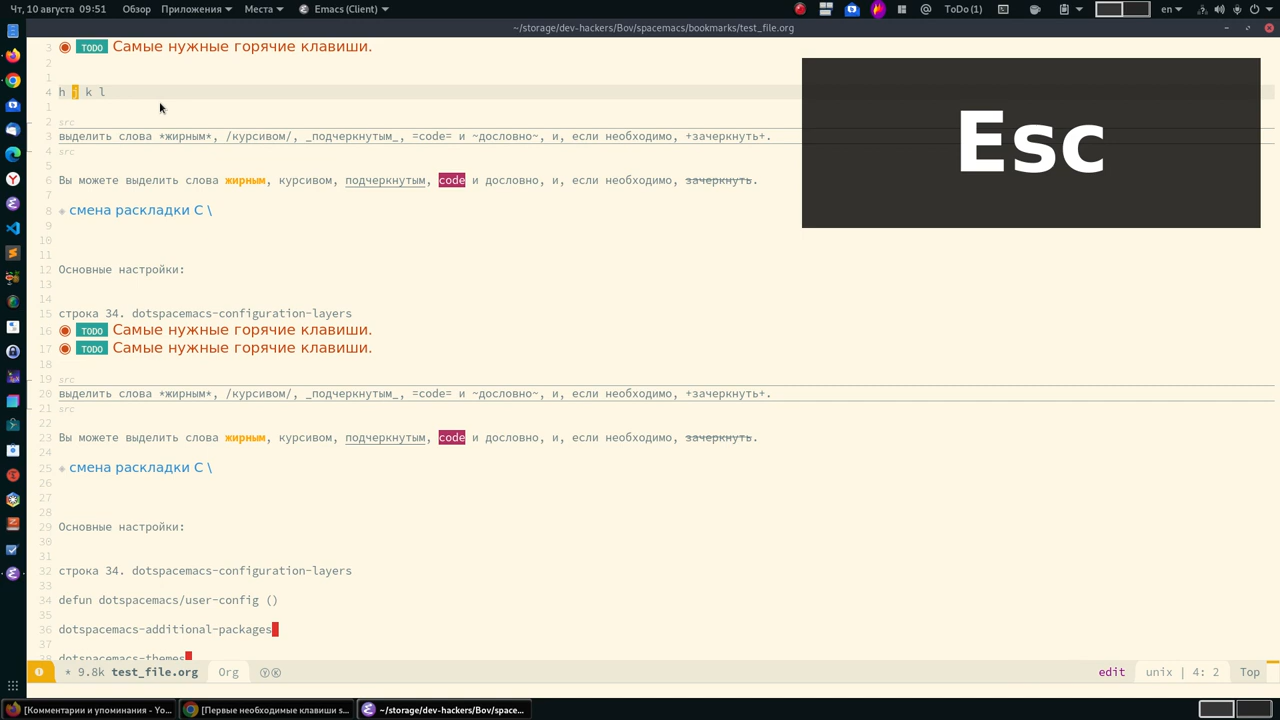 Чт, 10 августа 09:51 Обзор Приложения Места Emacs (Client) ToDo (1) en
~/storage/dev-hackers/Bov/spacemacs/bookmarks/test_file.org
3 TODO Самые нужные горячие клавиши.
2
1
4 h j k l
Esc
1
2 src
3 выделить слова *жирным*, /курсивом/, _подчеркнутым_, =code= и ~дословно~, и, если необходимо, +зачеркнуть+.
4 src
5
6 Вы можете выделить слова жирным, курсивом, подчеркнутым, code и дословно, и, если необходимо, зачеркнуть.
7
8 смена раскладки C \
9
10
11
12 Основные настройки:
13
14
15 строка 34. dotspacemacs-configuration-layers
16 TODO Самые нужные горячие клавиши.
17 TODO Самые нужные горячие клавиши.
18
19 src
20 выделить слова *жирным*, /курсивом/, _подчеркнутым_, =code= и ~дословно~, и, если необходимо, +зачеркнуть+.
21 src
22
23 Вы можете выделить слова жирным, курсивом, подчеркнутым, code и дословно, и, если необходимо, зачеркнуть.
24
25 смена раскладки C \
26
27
28
29 Основные настройки:
30
31
32 строка 34. dotspacemacs-configuration-layers
33
34 defun dotspacemacs/user-config ()
35
36 dotspacemacs-additional-packages
37
38 dotspacemacs-themes
* 9.8k test_file.org Org Ⓨ Ⓚ edit unix | 4: 2 Top
[Комментарии и упоминания - Yo... [Первые необходимые клавиши s... ~/storage/dev-hackers/Bov/space...